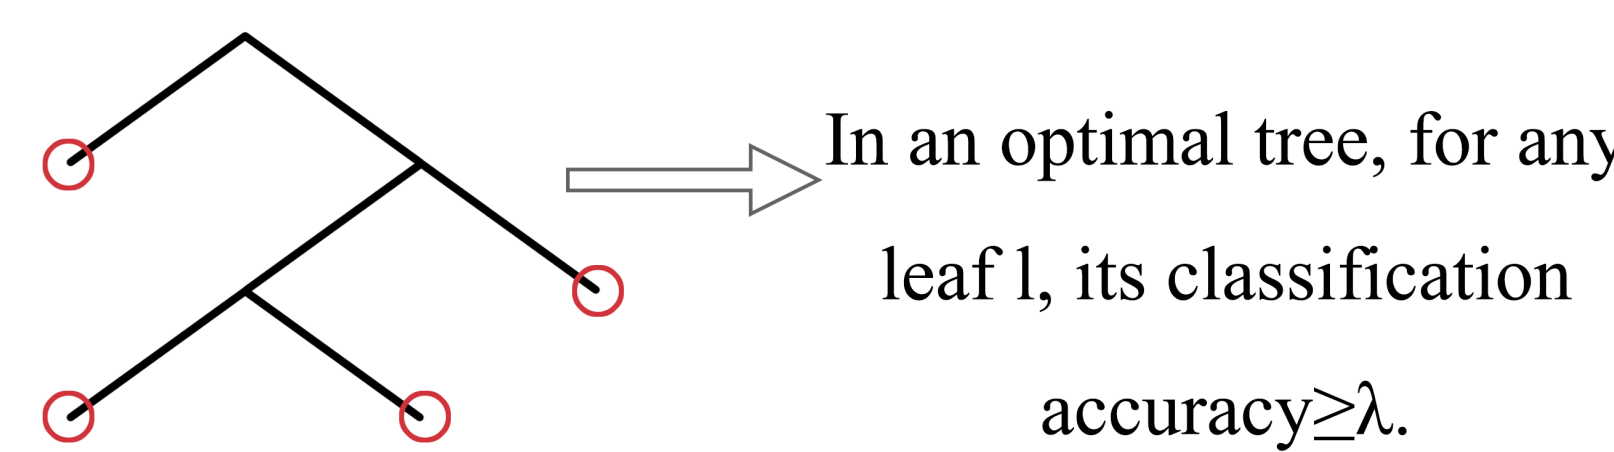 In an optimal tree, for any
leaf l, its classification
accuracy≥λ.